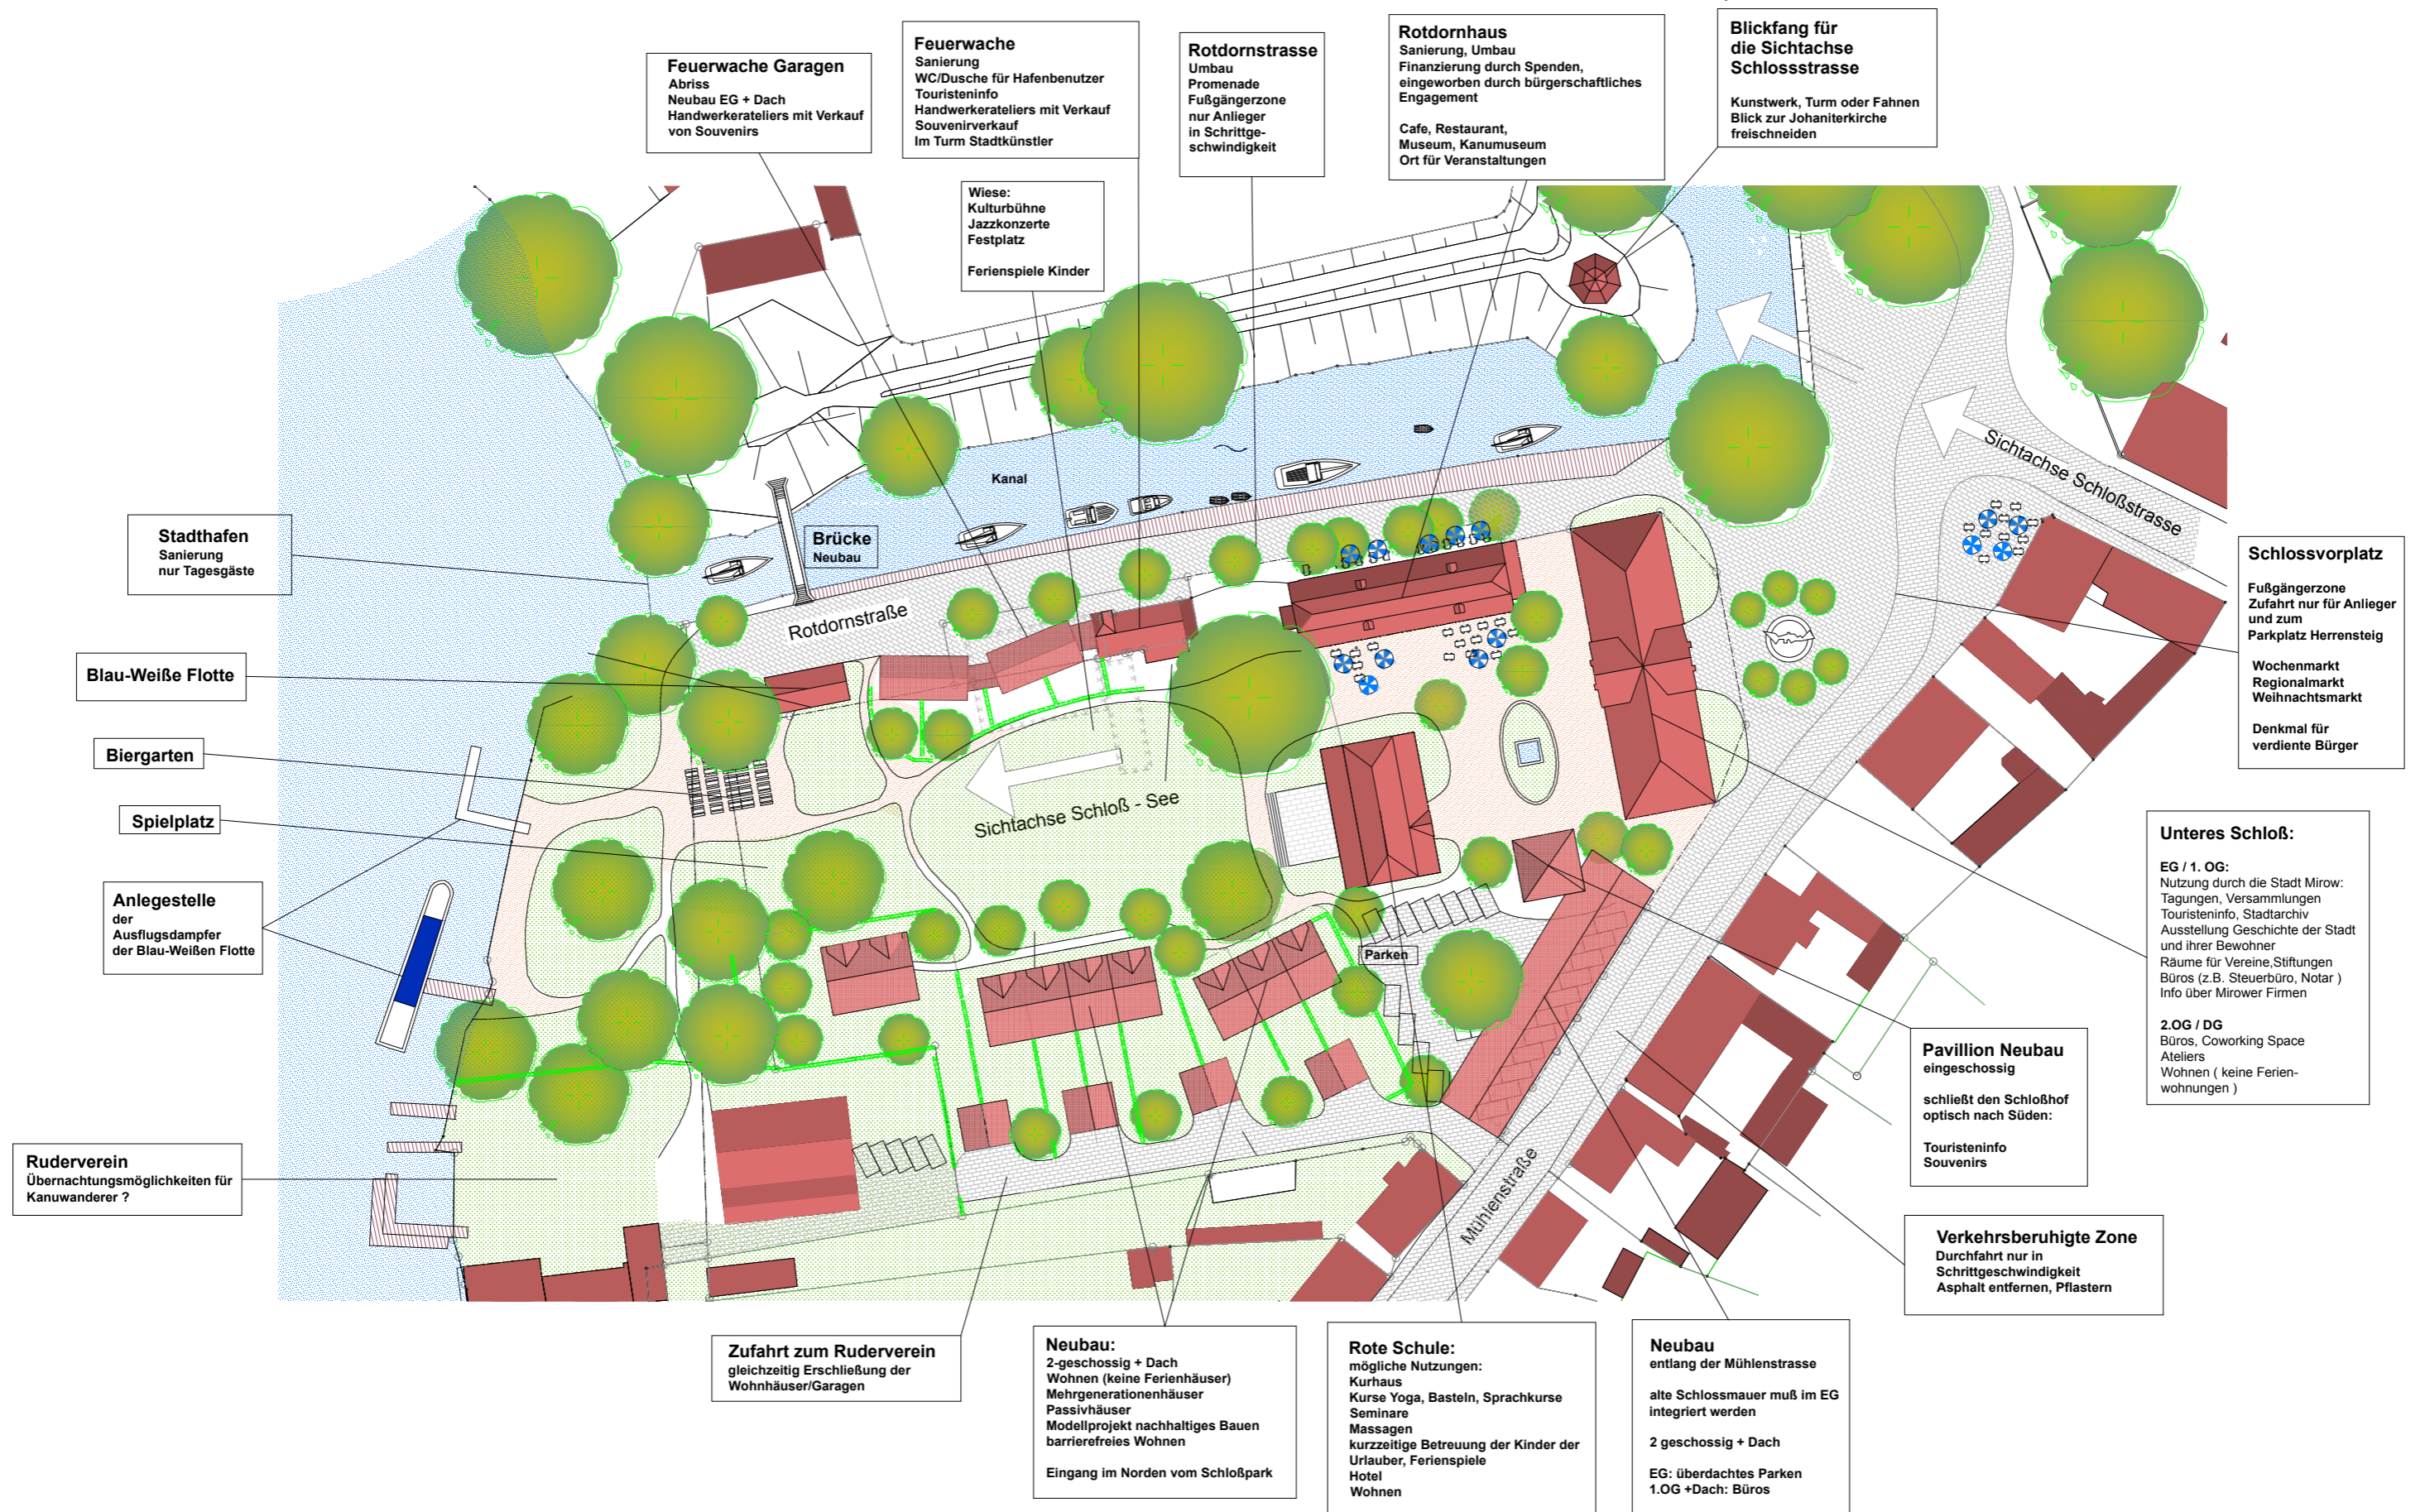 Feuerwache Garagen
Abriss
Neubau EG + Dach
Handwerkerateliers mit Verkauf
von Souvenirs
Feuerwache
Sanierung
WC/Dusche für Hafenbenutzer
Touristeninfo
Handwerkerateliers mit Verkauf
Souvenirverkauf
Im Turm Stadtkünstler
Rotdornstrasse
Umbau
Promenade
Fußgängerzone
nur Anlieger
in Schrittge-
schwindigkeit
Rotdornhaus
Sanierung, Umbau
Finanzierung durch Spenden,
eingeworben durch bürgerschaftliches
Engagement
Cafe, Restaurant,
Museum, Kanumuseum
Ort für Veranstaltungen
Blickfang für
die Sichtachse
Schlossstrasse
Kunstwerk, Turm oder Fahnen
Blick zur Johaniterkirche
freischneiden
Wiese:
Kulturbühne
Jazzkonzerte
Festplatz
Ferienspiele Kinder
Kanal
Brücke
Neubau
Stadthafen
Sanierung
nur Tagesgäste
Rotdornstraße
Sichtachse Schloßstrasse
Schlossvorplatz
Fußgängerzone
Zufahrt nur für Anlieger
und zum
Parkplatz Herrensteig
Wochenmarkt
Regionalmarkt
Weihnachtsmarkt
Denkmal für
verdiente Bürger
Blau-Weiße Flotte
Biergarten
Spielplatz
Sichtachse Schloß - See
Anlegestelle
der
Ausflugsdampfer
der Blau-Weißen Flotte
Parken
Unteres Schloß:
EG / 1. OG:
Nutzung durch die Stadt Mirow:
Tagungen, Versammlungen
Touristeninfo, Stadtarchiv
Ausstellung Geschichte der Stadt
und ihrer Bewohner
Räume für Vereine,Stiftungen
Büros (z.B. Steuerbüro, Notar )
Info über Mirower Firmen
2.OG / DG
Büros, Coworking Space
Ateliers
Wohnen ( keine Ferien-
wohnungen )
Pavillion Neubau
eingeschossig
schließt den Schloßhof
optisch nach Süden:
Touristeninfo
Souvenirs
Ruderverein
Übernachtungsmöglichkeiten für
Kanuwanderer ?
Mühlenstraße
Verkehrsberuhigte Zone
Durchfahrt nur in
Schrittgeschwindigkeit
Asphalt entfernen, Pflastern
Zufahrt zum Ruderverein
gleichzeitig Erschließung der
Wohnhäuser/Garagen
Neubau:
2-geschossig + Dach
Wohnen (keine Ferienhäuser)
Mehrgenerationenhäuser
Passivhäuser
Modellprojekt nachhaltiges Bauen
barrierefreies Wohnen
Eingang im Norden vom Schloßpark
Rote Schule:
mögliche Nutzungen:
Kurhaus
Kurse Yoga, Basteln, Sprachkurse
Seminare
Massagen
kurzzeitige Betreuung der Kinder der
Urlauber, Ferienspiele
Hotel
Wohnen
Neubau
entlang der Mühlenstrasse
alte Schlossmauer muß im EG
integriert werden
2 geschossig + Dach
EG: überdachtes Parken
1.OG +Dach: Büros